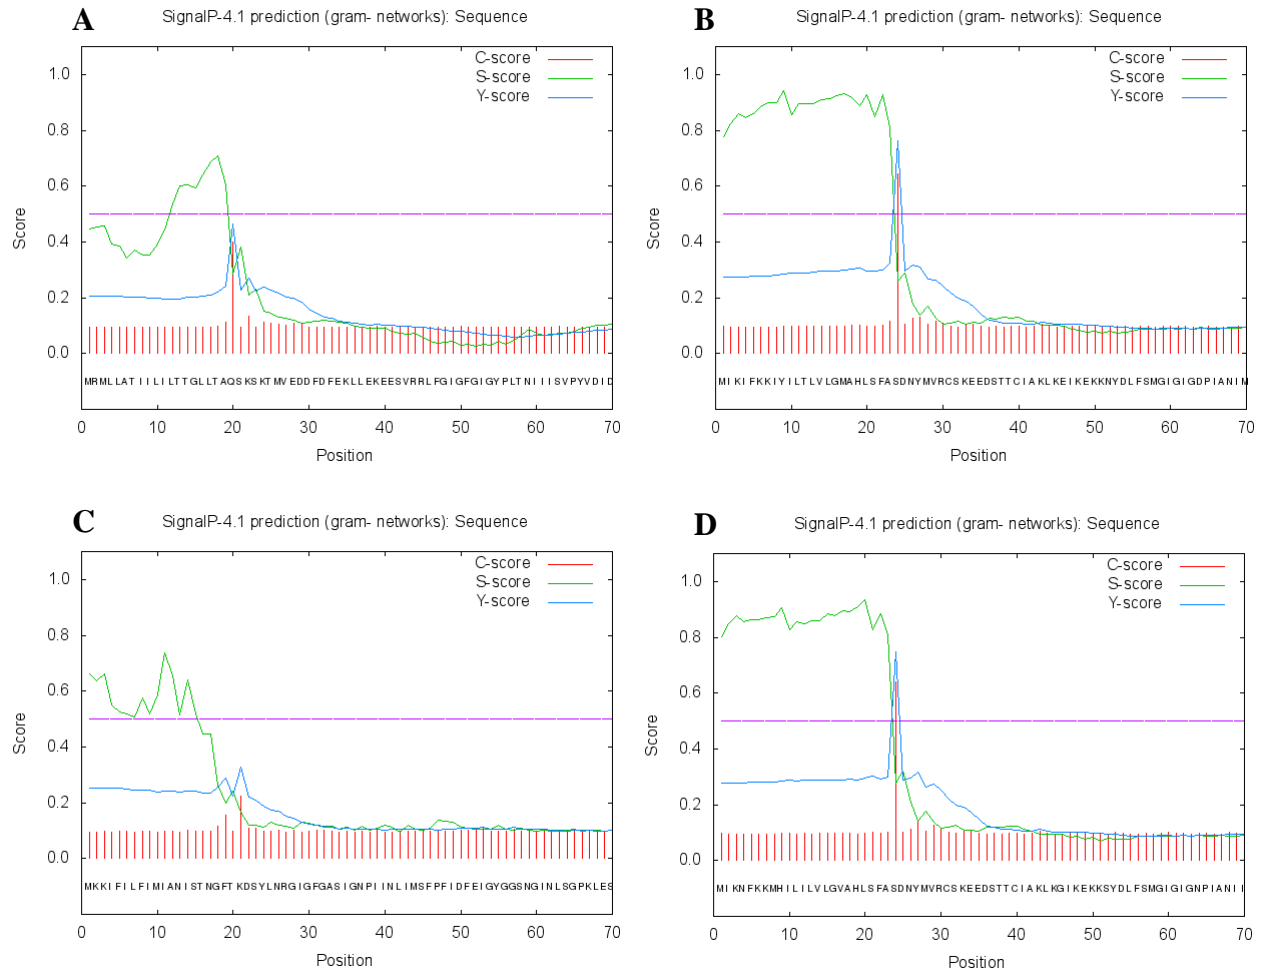 A
SignalP-4.1 prediction (gram- networks): Sequence
C-score
S-score
Y-score
1.0
0.8
0.6
0.4
0.2
0.0
Score
MRMLLATIILILTTGLLTAQSKSKTMVEDDFDFEKLLEKEESVRRLFGIGFGIGYPLTNIIISVPYVDID
0 10 20 30 40 50 60 70
Position
B
SignalP-4.1 prediction (gram- networks): Sequence
C-score
S-score
Y-score
1.0
0.8
0.6
0.4
0.2
0.0
Score
MIKIFKKIYILTLVLGMAHLSFASDNYMVRCSKEEDSTTCIAKLKEIKEKKNYDLFSMGIGIGDPIANIM
0 10 20 30 40 50 60 70
Position
C
SignalP-4.1 prediction (gram- networks): Sequence
C-score
S-score
Y-score
1.0
0.8
0.6
0.4
0.2
0.0
Score
MKKIFILFIMIANISTNGFTKDSYLNRGIGFGASIGNPIINLIMSFPFIDFEIGYGGSNGINLSGPKLES
0 10 20 30 40 50 60 70
Position
D
SignalP-4.1 prediction (gram- networks): Sequence
C-score
S-score
Y-score
1.0
0.8
0.6
0.4
0.2
0.0
Score
MIKNFKKMHILILVLGVAHLSFASDNYMVRCSKEEDSTTCIAKLKGIKEKKSYDLFSMGIGIGNPIANII
0 10 20 30 40 50 60 70
Position